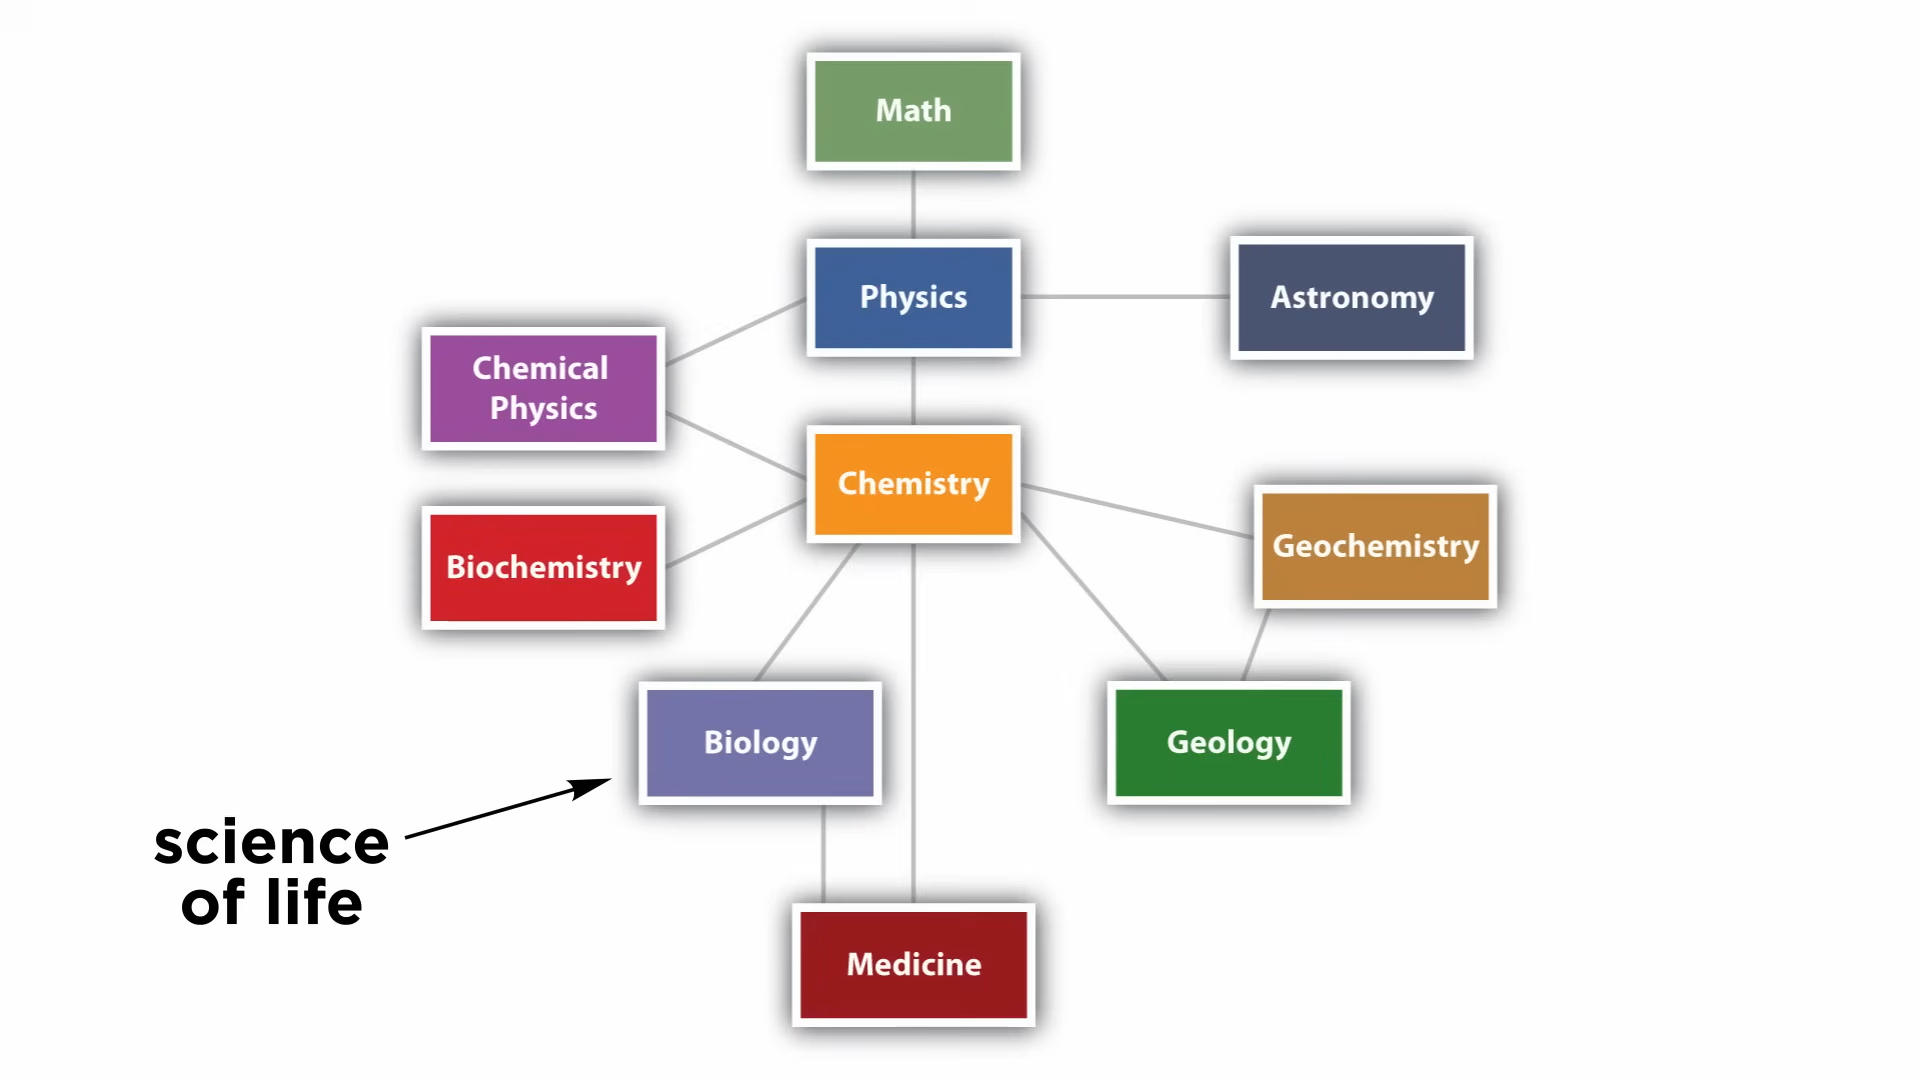 Math
Physics
Astronomy
Chemical
Physics
Chemistry
Biochemistry
Geochemistry
Biology
Geology
science
of life
Medicine